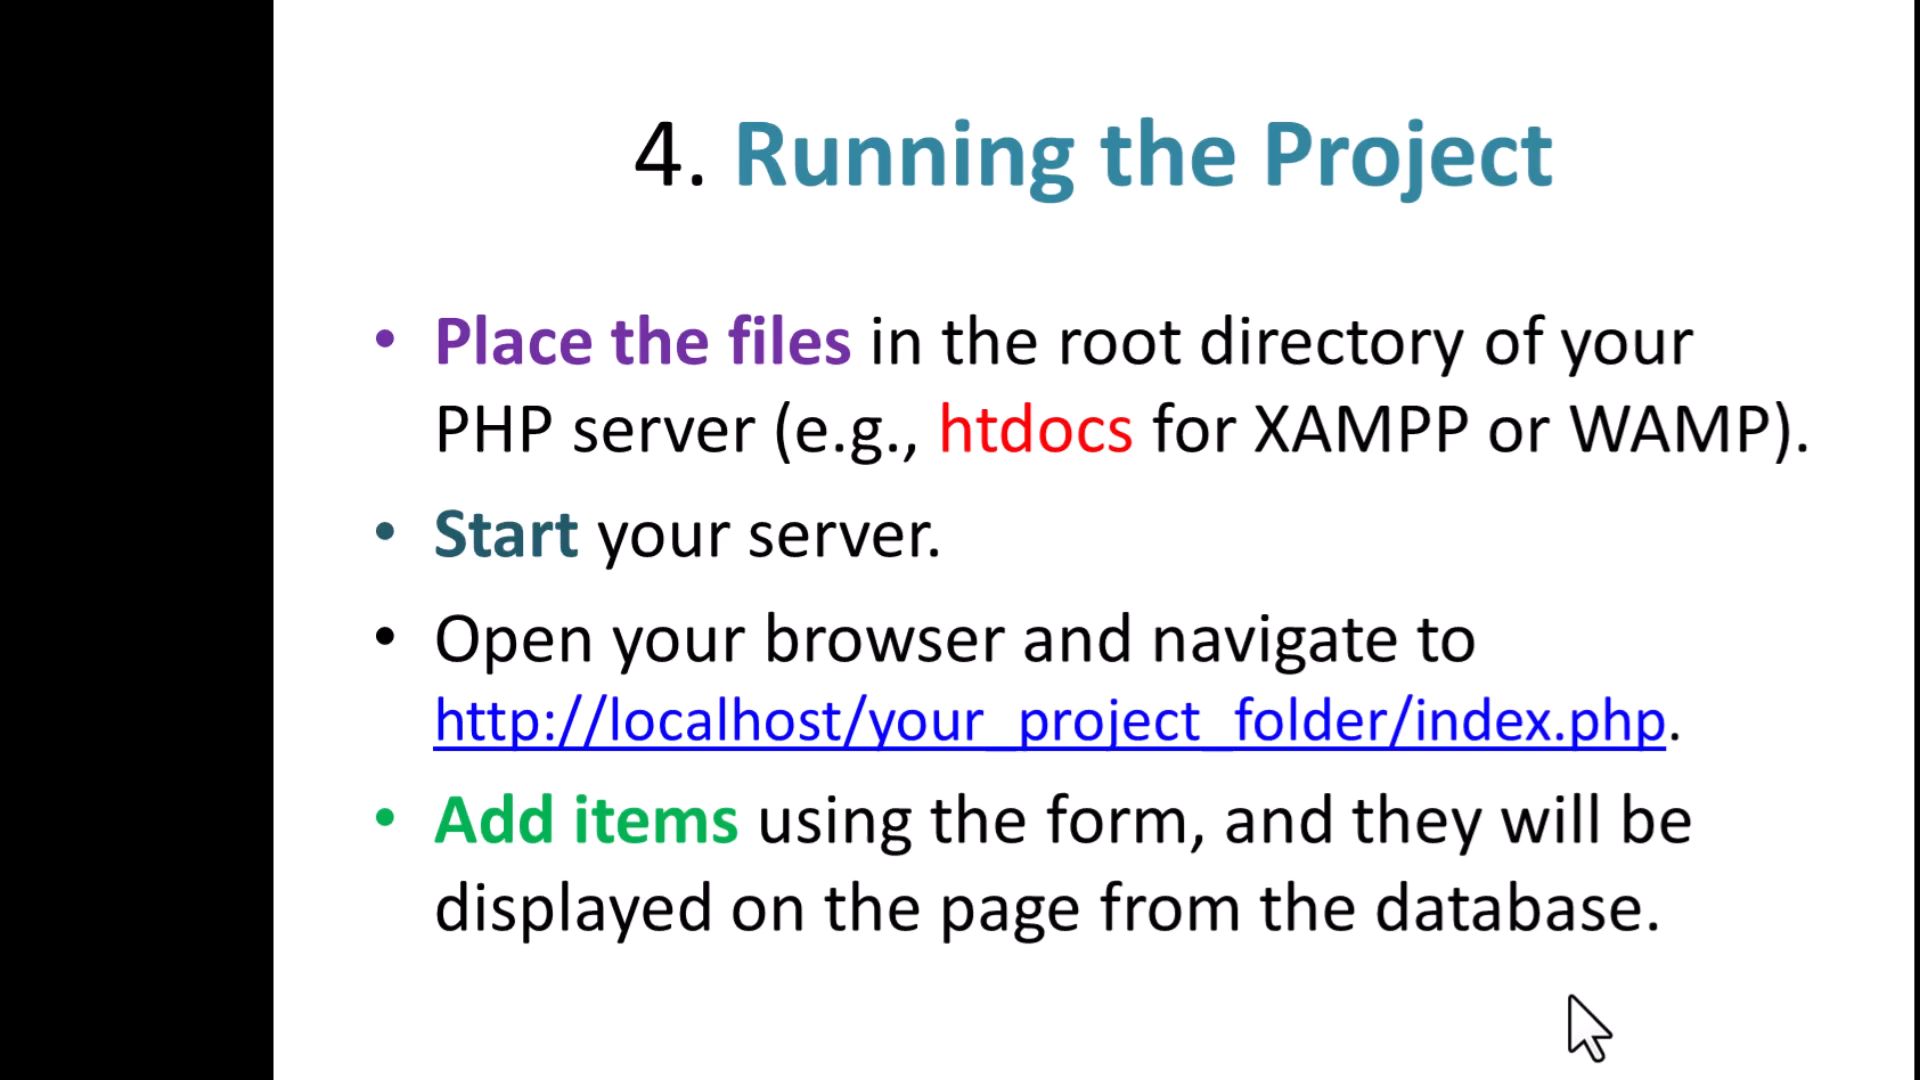 4. Running the Project
• Place the files in the root directory of your
PHP server (e.g., htdocs for XAMPP or WAMP).
• Start your server.
• Open your browser and navigate to
http://localhost/your_project_folder/index.php.
• Add items using the form, and they will be
displayed on the page from the database.